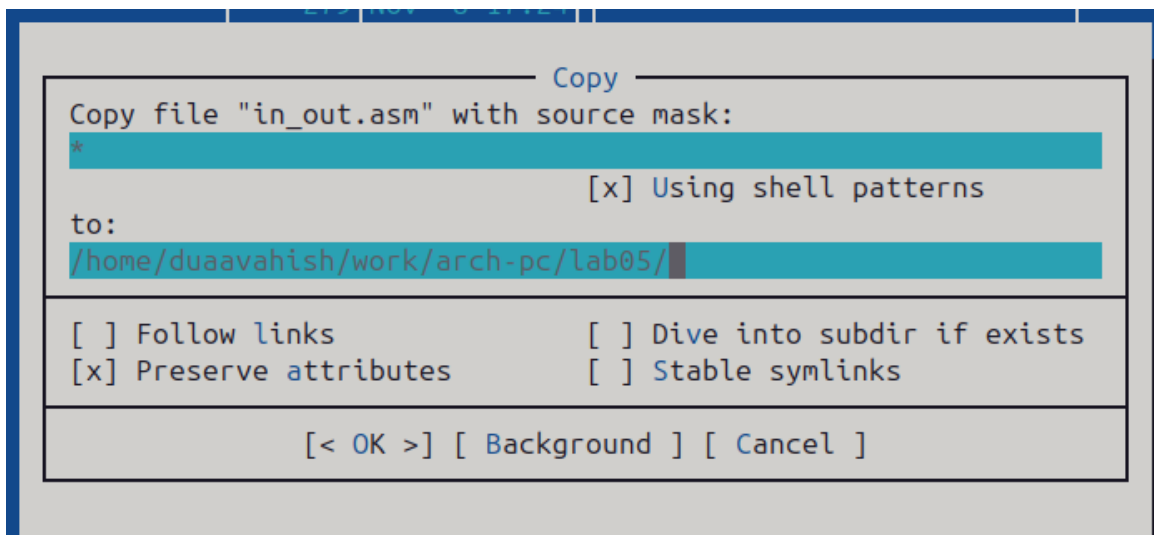 Copy
Copy file "in_out.asm" with source mask:
*
[x] Using shell patterns
to:
/home/duaavahish/work/arch-pc/lab05/
[ ] Follow links [ ] Dive into subdir if exists
[x] Preserve attributes [ ] Stable symlinks
[< OK >] [ Background ] [ Cancel ]